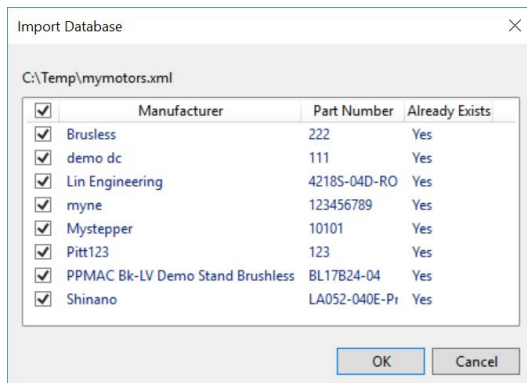 Import Database
C:\Temp\mymotors.xml
Manufacturer Part Number Already Exists
Brusless 222 Yes
demo dc 111 Yes
Lin Engineering 4218S-04D-RO Yes
myne 123456789 Yes
Mystepper 10101 Yes
Pitt123 123 Yes
PPMAC Bk-LV Demo Stand Brushless BL17B24-04 Yes
Shinano LA052-040E-Pr Yes
OK Cancel